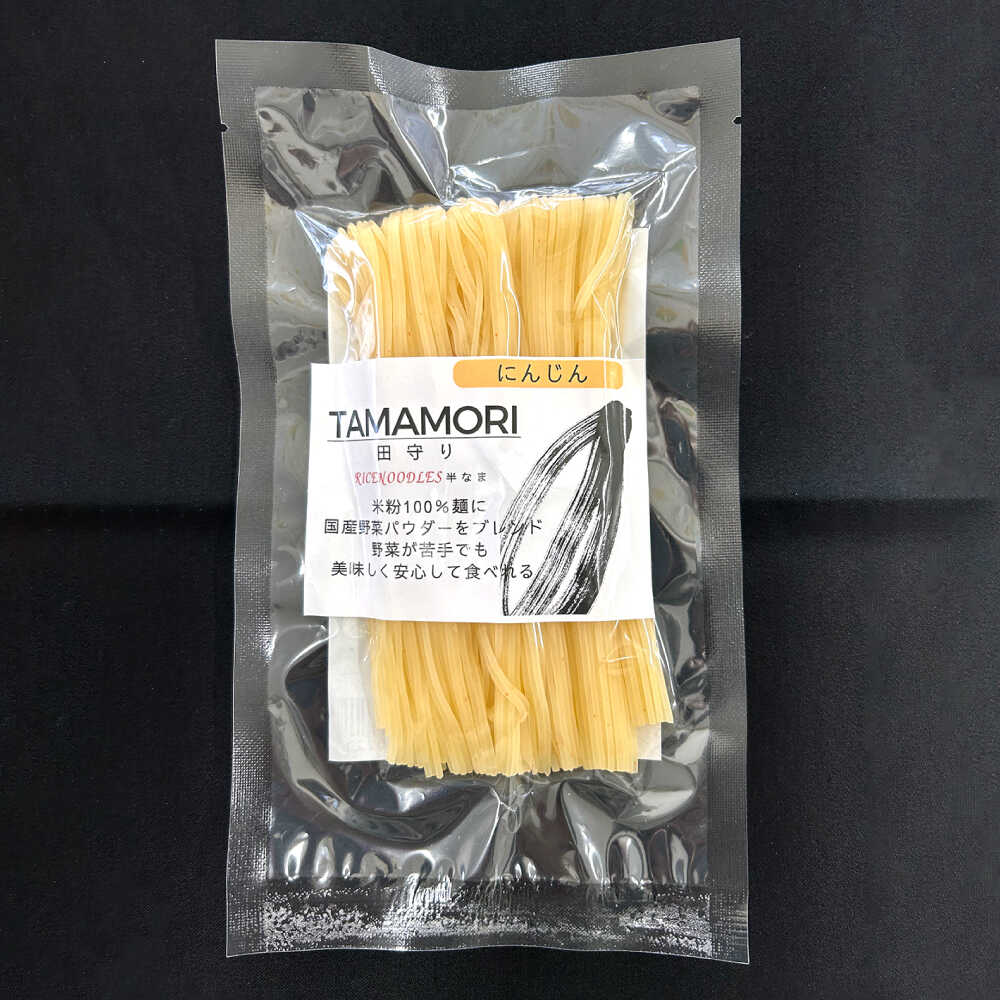 にんじん
TAMAMORI
田守り
RICENOODLES 半なま
米粉100%麺に
国産野菜パウダーをブレンド
野菜が苦手でも
美味しく安心して食べれる